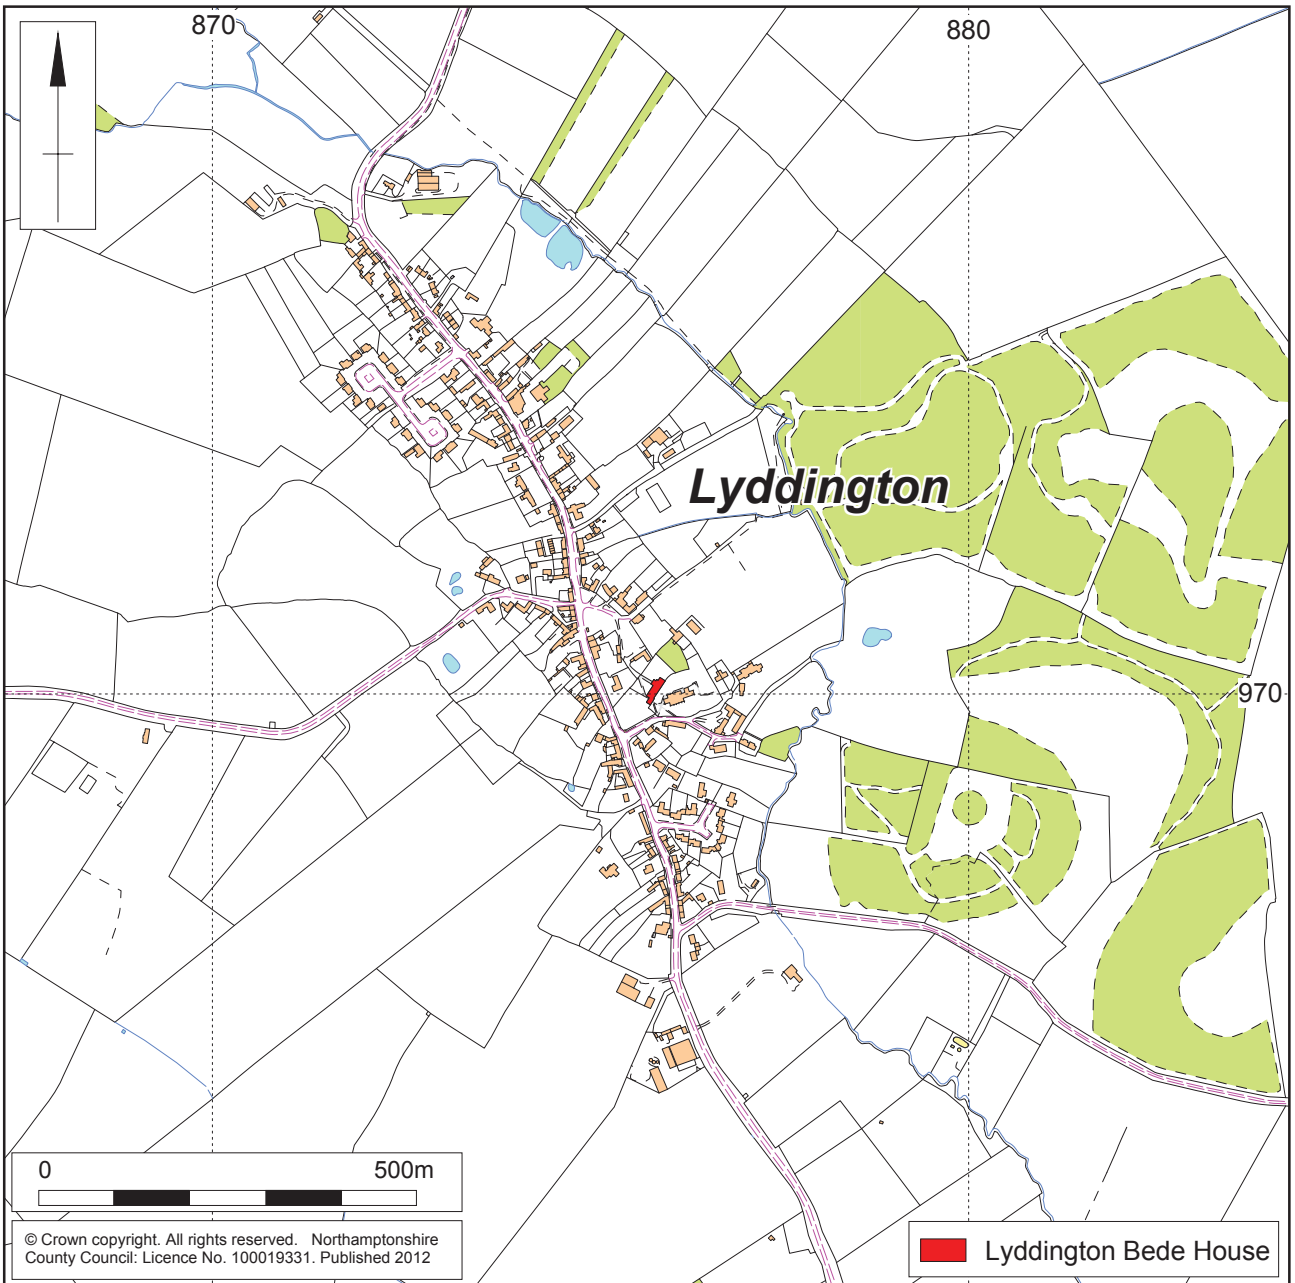 870
880
Lyddington
970
0 500m
© Crown copyright. All rights reserved. Northamptonshire
County Council: Licence No. 100019331. Published 2012
Lyddington Bede House